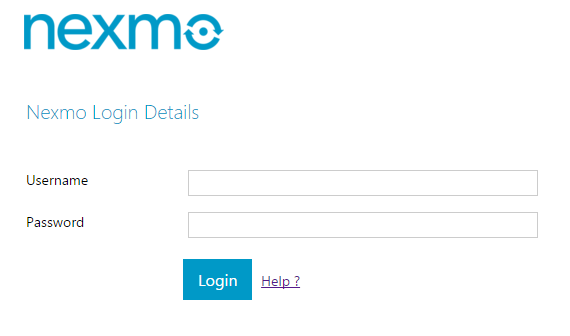 nexmo
Nexmo Login Details
Username
Password
Login Help ?